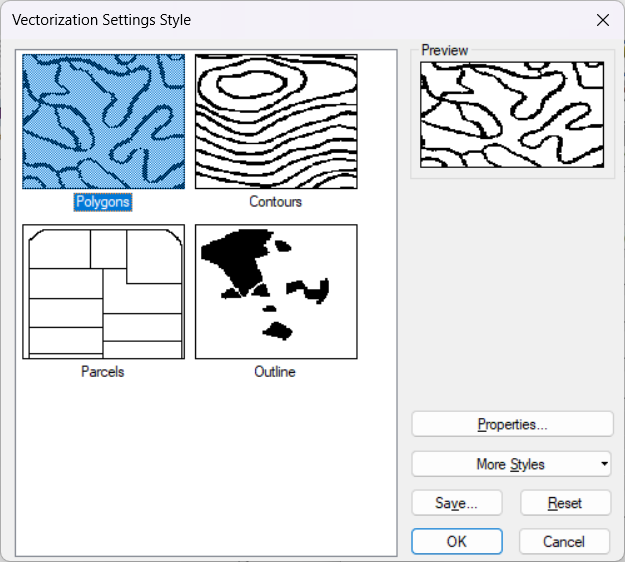 Vectorization Settings Style
Preview
Polygons
Contours
Parcels
Outline
Properties...
More Styles
Save...
Reset
OK
Cancel